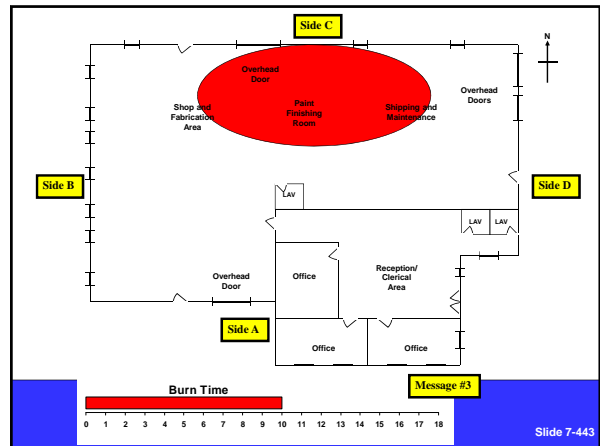 Side C
N
Overhead
Door
Overhead
Doors
Shop and
Fabrication
Area
Paint
Finishing
Room
Shipping and
Maintenance
Side B
Side D
LAV
LAV
LAV
Office
Reception/
Clerical
Area
Overhead
Door
Side A
Office
Office
Message #3
Burn Time
0 1 2 3 4 5 6 7 8 9 10 11 12 13 14 15 16 17 18
Slide 7-443